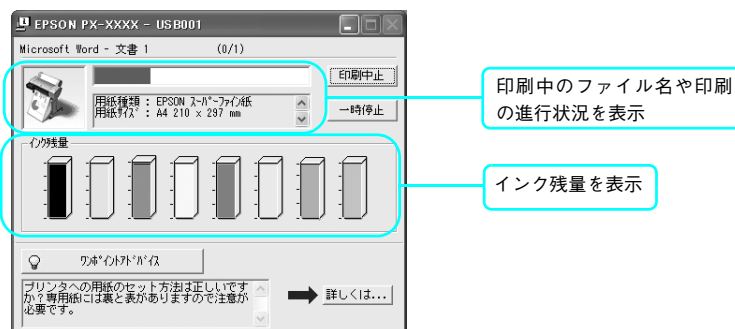 EPSON PX-XXXX - USB001
Microsoft Word - 文書 1 (0/1)
印刷中止
用紙種類 : EPSON スーパーファイン紙
用紙サイズ : A4 210 x 297 mm
一時停止
印刷中のファイル名や印刷
の進行状況を表示
インク残量
インク残量を表示
ワンポイントアドバイス
プリンタへの用紙のセット方法は正しいです
か？専用紙には裏と表がありますので注意が
必要です。
詳しくは...